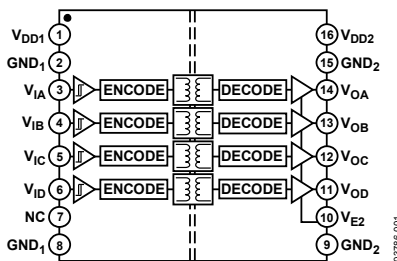 VDD1 1 16 VDD2
GND1 2 15 GND2
VIA 3 ENCODE DECODE 14 VOA
VIB 4 ENCODE DECODE 13 VOB
VIC 5 ENCODE DECODE 12 VOC
VID 6 ENCODE DECODE 11 VOD
NC 7 10 VE2
GND1 8 9 GND2
03786-001